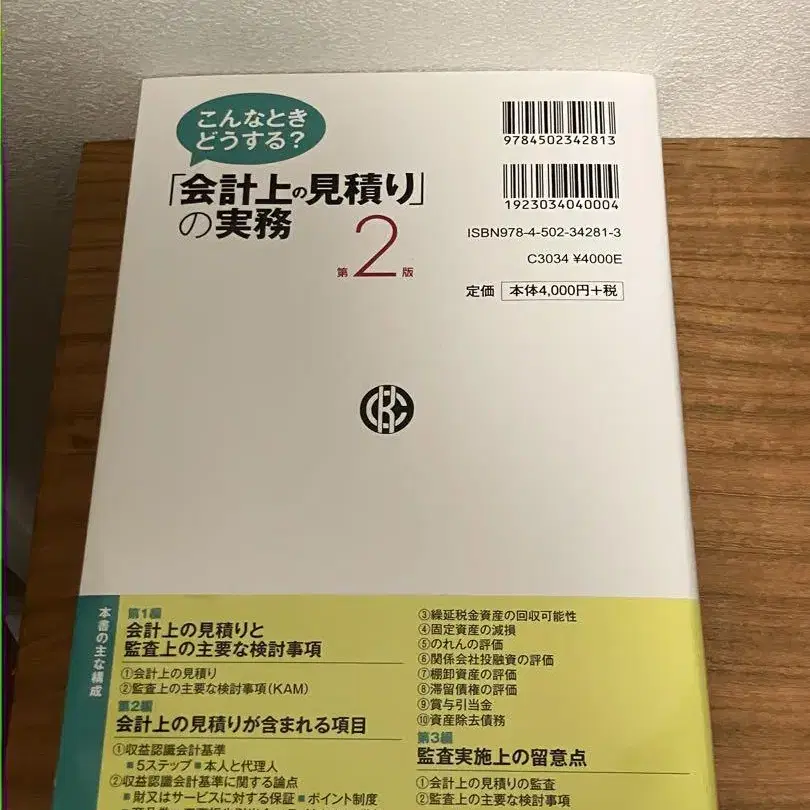 こんなとき
どうする?
「会計上の見積り」
の実務
第2版
9784502342813
1923034040004
ISBN978-4-502-34281-3
C3034 ¥4000E
定価 本体4,000円+税
本書の主な構成
第1編
会計上の見積りと
監査上の主要な検討事項
①会計上の見積り
②監査上の主要な検討事項(KAM)
第2編
会計上の見積りが含まれる項目
①収益認識会計基準
■5ステップ ■本人と代理人
②収益認識会計基準に関する論点
■財又はサービスに対する保証 ■ポイント制度
③繰延税金資産の回収可能性
④固定資産の減損
⑤のれんの評価
⑥関係会社投融資の評価
⑦棚卸資産の評価
⑧滞留債権の評価
⑨賞与引当金
⑩資産除去債務
第3編
監査実施上の留意点
①会計上の見積りの監査
②監査上の主要な検討事項